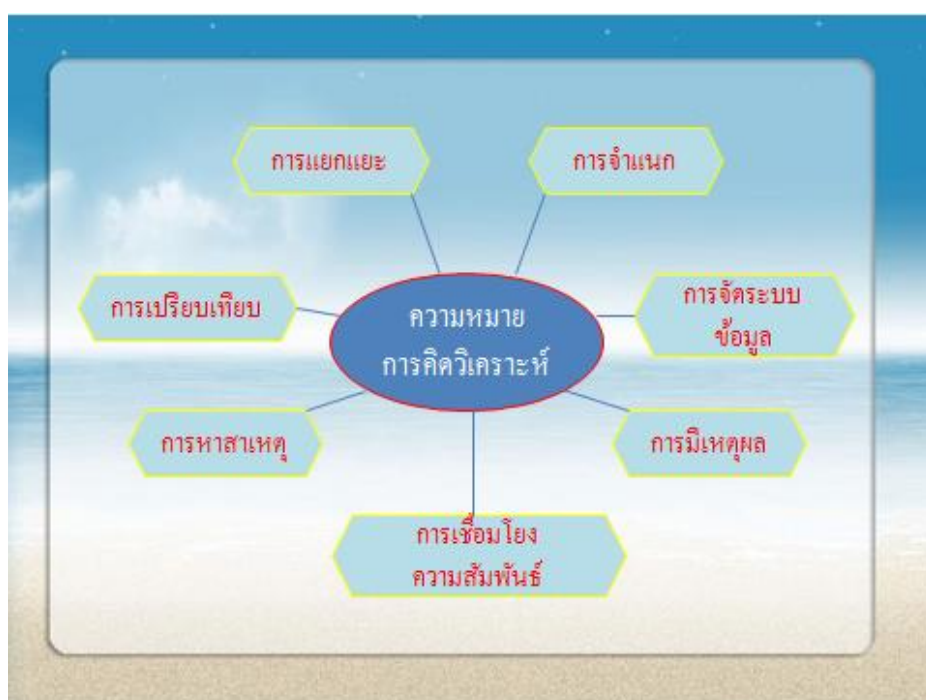 การแยกแยะ
การจำแนก
การเปรียบเทียบ
ความหมาย
การคิดวิเคราะห์
การจัดระบบ
ข้อมูล
การหาสาเหตุ
การมีเหตุผล
การเชื่อมโยง
ความสัมพันธ์